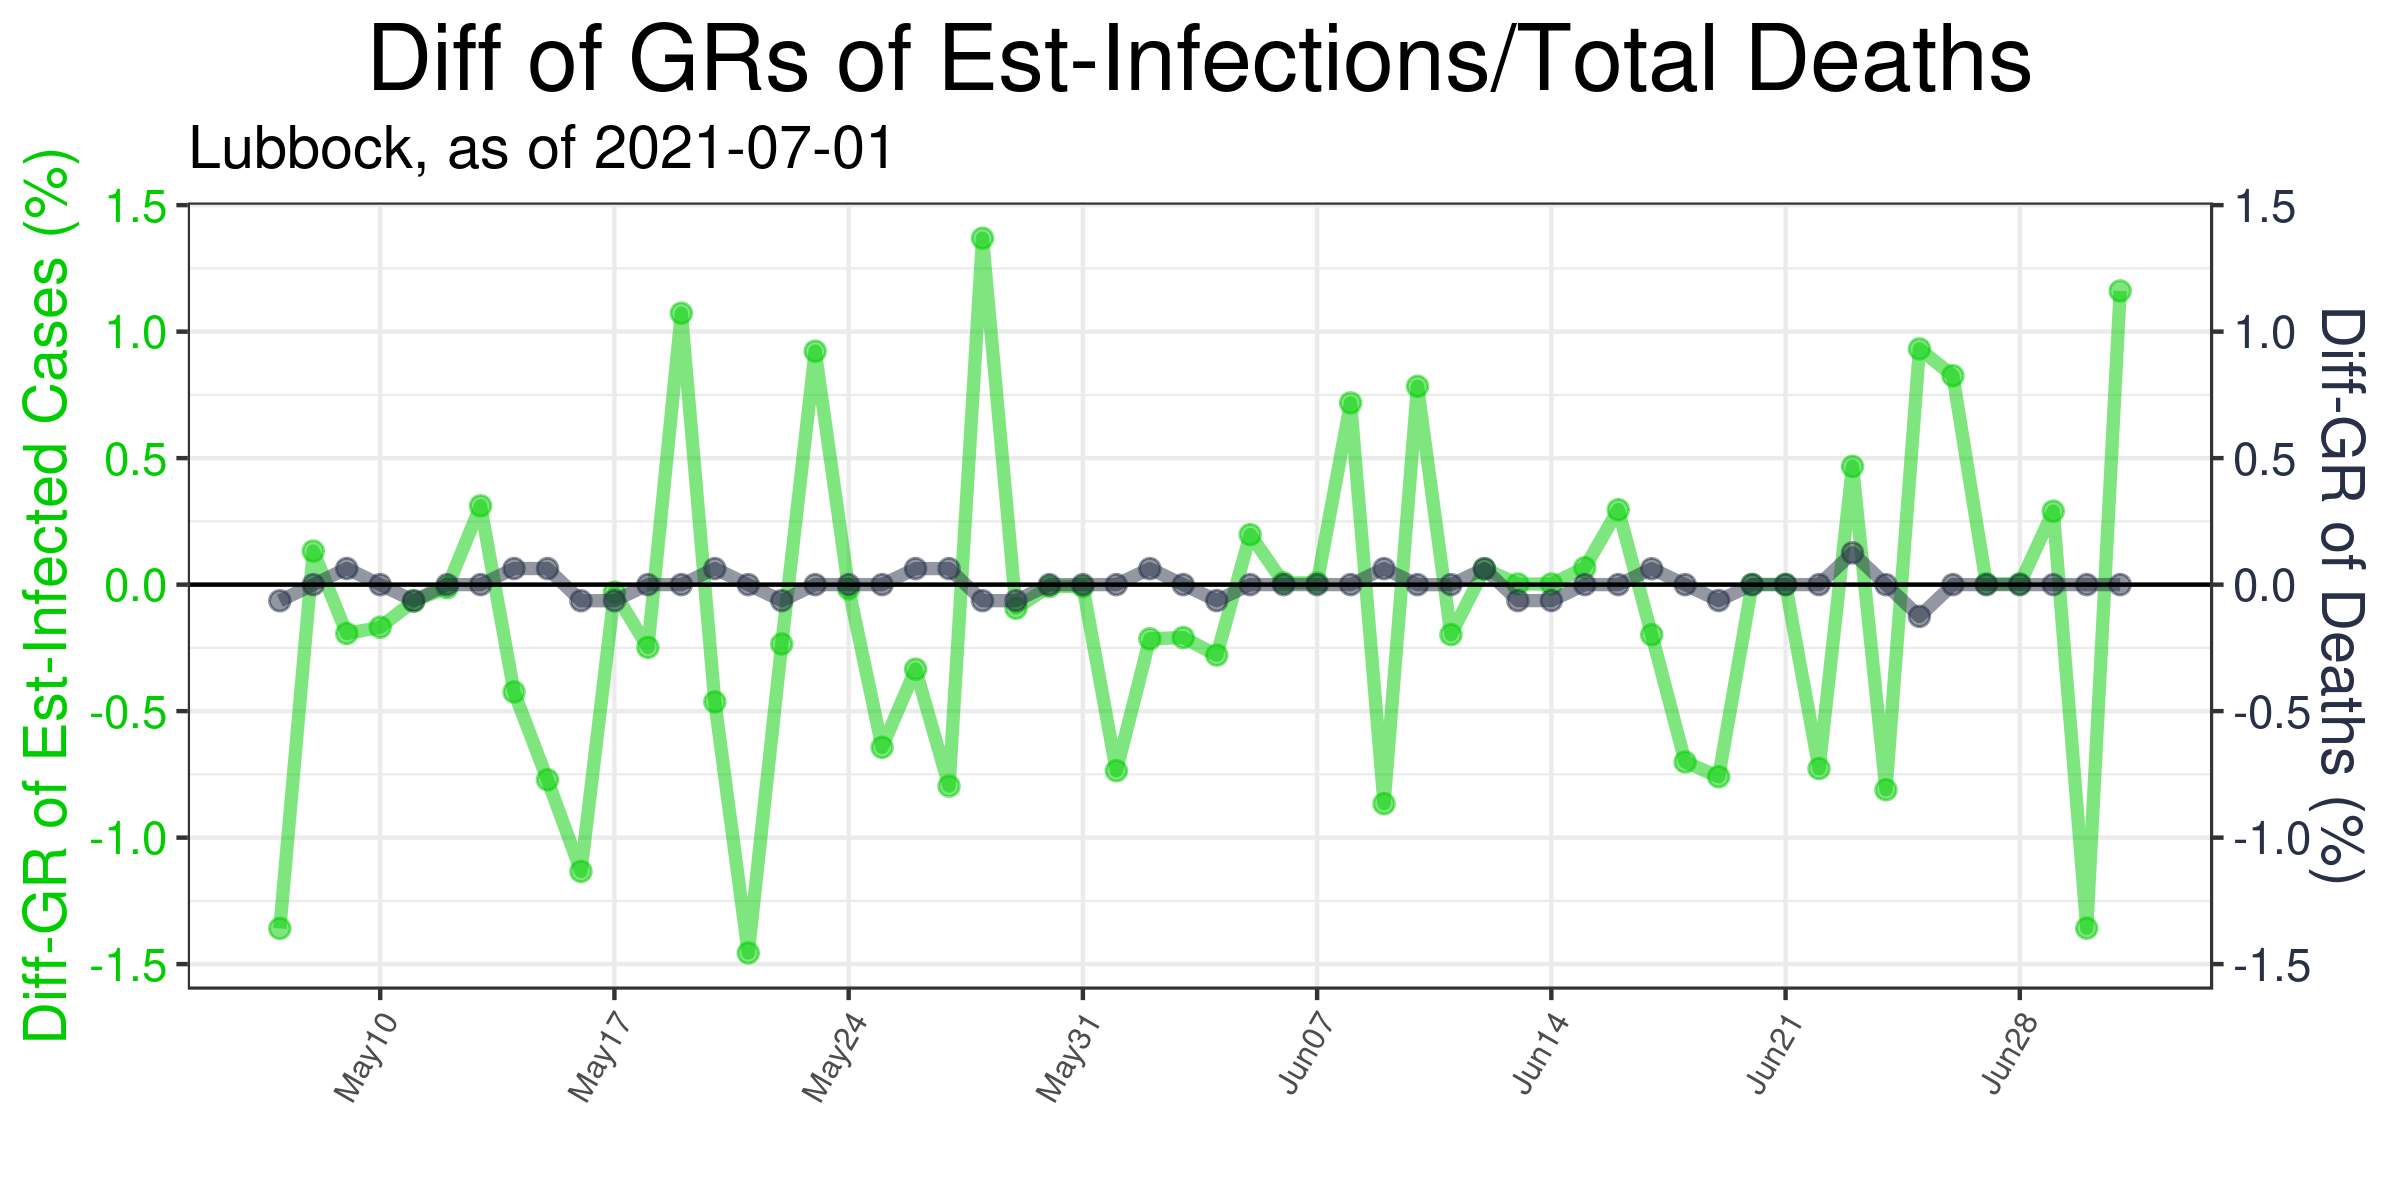 Diff of GRs of Est-Infections/Total Deaths
Lubbock, as of 2021-07-01
Diff-GR of Est-Infected Cases (%)
1.5
1.0
0.5
0.0
-0.5
-1.0
-1.5
1.5
1.0
0.5
0.0
-0.5
-1.0
-1.5
Diff-GR of Deaths (%)
May10
May17
May24
May31
Jun07
Jun14
Jun21
Jun28